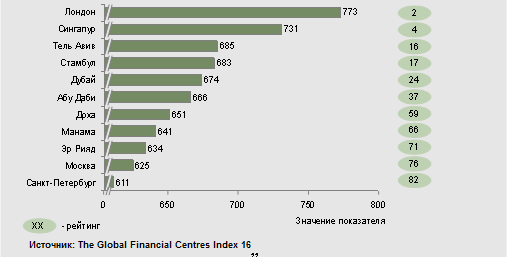 Лондон 773 2
Сингапур 731 4
Тель Авив 685 16
Стамбул 683 17
Дубай 674 24
Абу Даби 666 37
Доха 651 59
Манама 641 66
Эр Рияд 634 71
Москва 625 76
Санкт-Петербург 611 82
0 650 700 750 800
Значение показателя
XX - рейтинг
Источник: The Global Financial Centres Index 16
”